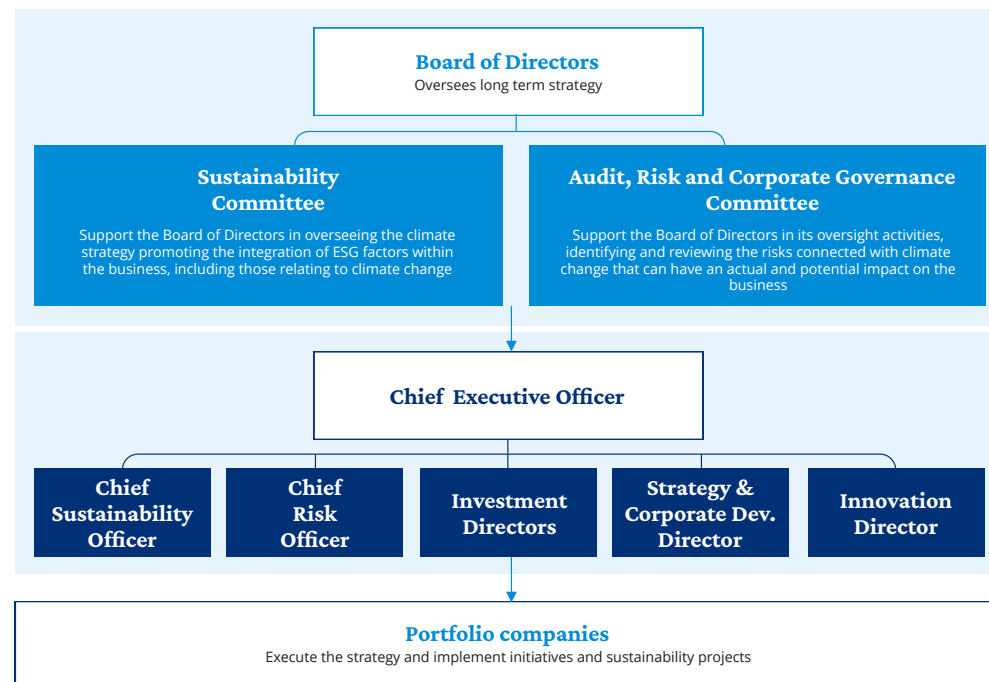 Board of Directors
Oversees long term strategy
Sustainability
Committee
Support the Board of Directors in overseeing the climate
strategy promoting the integration of ESG factors within
the business, including those relating to climate change
Audit, Risk and Corporate Governance
Committee
Support the Board of Directors in its oversight activities,
identifying and reviewing the risks connected with climate
change that can have an actual and potential impact on the
business
Chief Executive Officer
Chief
Sustainability
Officer
Chief
Risk
Officer
Investment
Directors
Strategy &
Corporate Dev.
Director
Innovation
Director
Portfolio companies
Execute the strategy and implement initiatives and sustainability projects